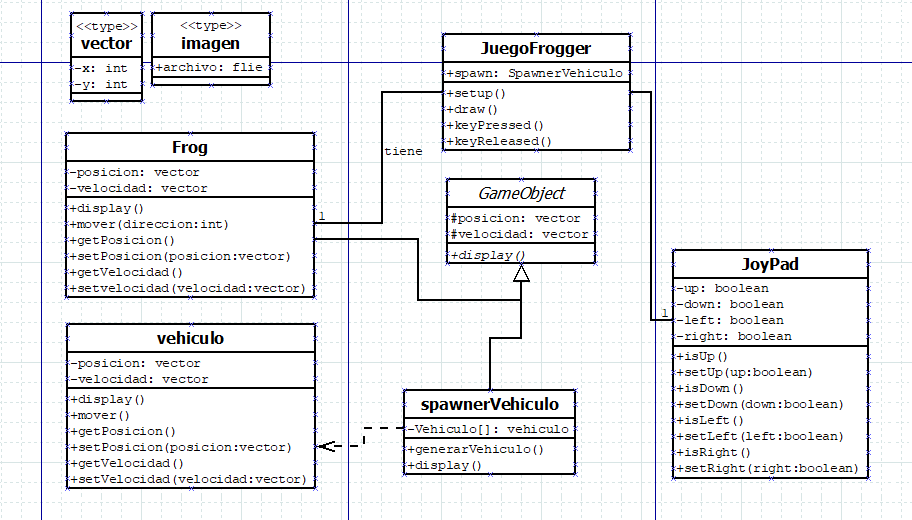 <<type>>
vector
-x: int
-y: int
<<type>>
imagen
+archivo: flie
JuegoFrogger
+spawn: SpawnerVehiculo
+setup()
+draw()
+keyPressed()
+keyReleased()
tiene
1
1
Frog
-posicion: vector
-velocidad: vector
+display()
+mover(direccion:int)
+getPosicion()
+setPosicion(posicion:vector)
+getVelocidad()
+setvelocidad(velocidad:vector)
GameObject
#posicion: vector
#velocidad: vector
+display()
JoyPad
-up: boolean
-down: boolean
-left: boolean
-right: boolean
+isUp()
+setUp(up:boolean)
+isDown()
+setDown(down:boolean)
+isLeft()
+setLeft(left:boolean)
+isRight()
+setRight(right:boolean)
vehiculo
-posicion: vector
-velocidad: vector
+display()
+mover()
+getPosicion()
+setPosicion(posicion:vector)
+getVelocidad()
+setVelocidad(velocidad:vector)
spawnerVehiculo
-Vehiculo[]: vehiculo
+generarVehiculo()
+display()